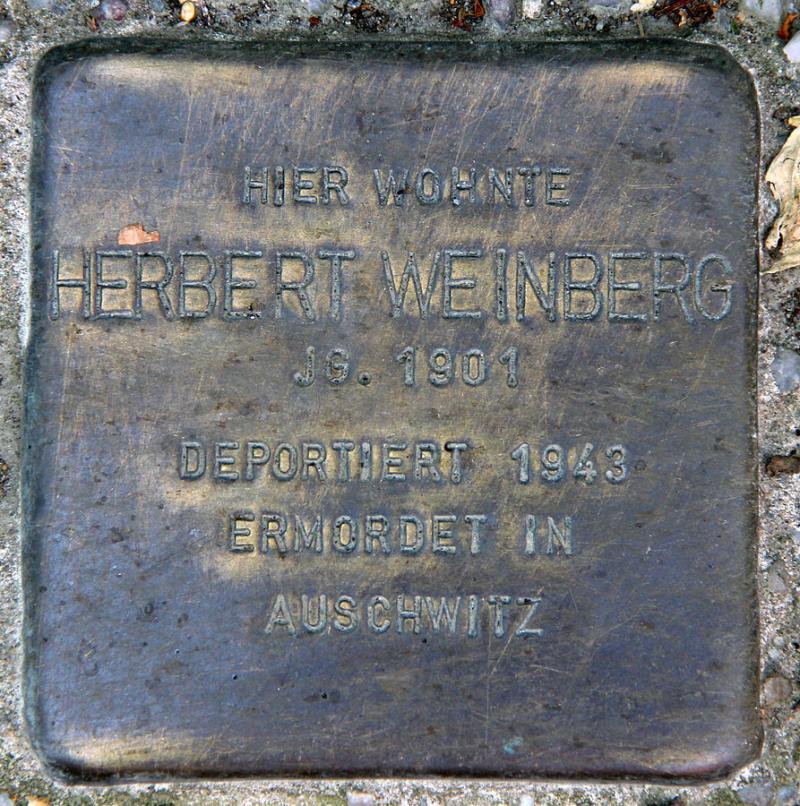 HIER WOHNTE
HERBERT WEINBERG
JG. 1901
DEPORTIERT 1943
ERMORDET IN
AUSCHWITZ